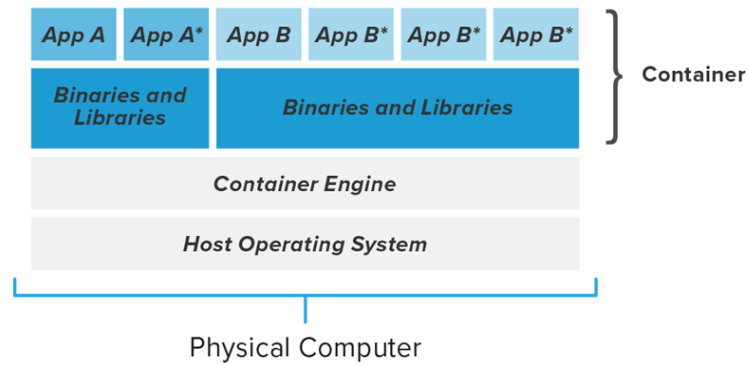 App A
App A*
App B
App B*
App B*
App B*
Container
Binaries and
Libraries
Binaries and Libraries
Container Engine
Host Operating System
Physical Computer